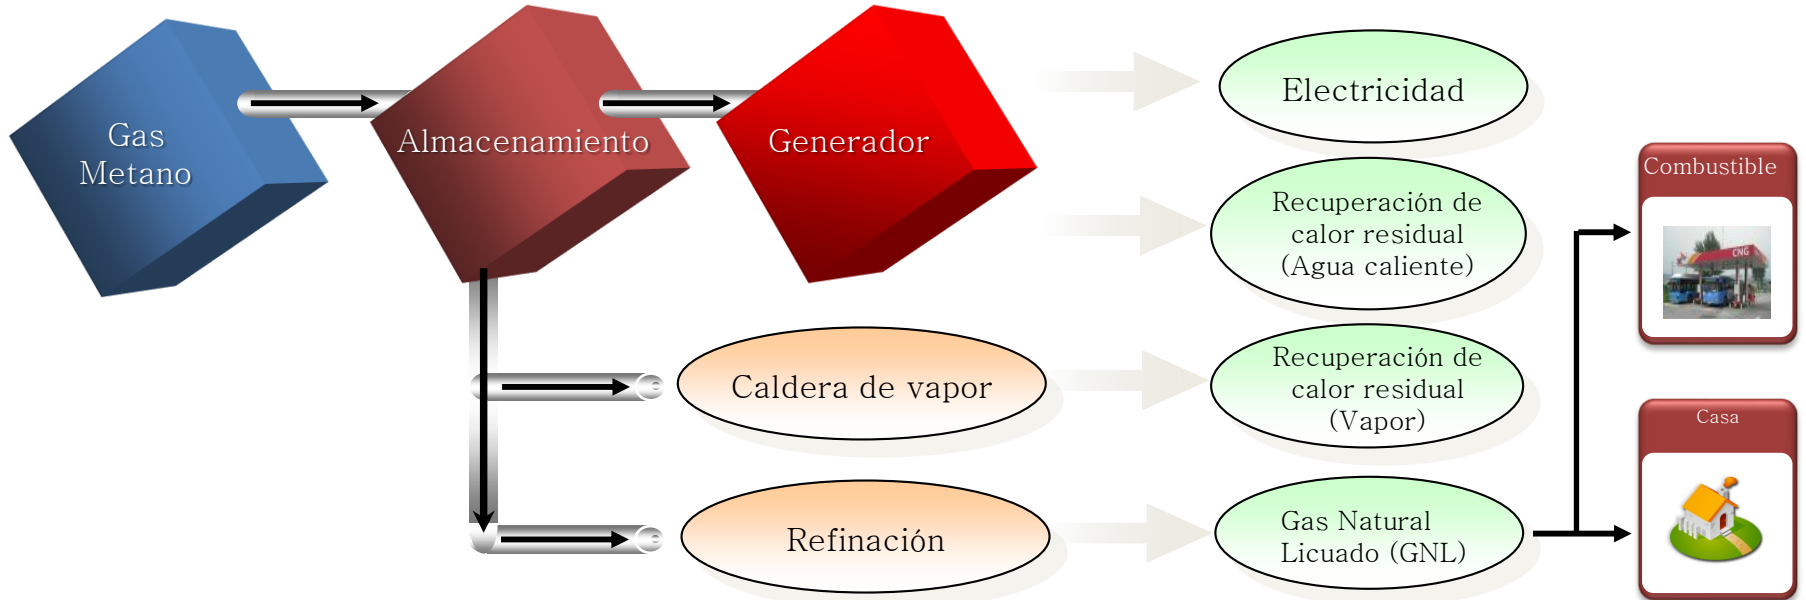 Gas
Metano
Almacenamiento
Generador
Electricidad
Recuperación de
calor residual
(Agua caliente)
Combustible
CNG
Caldera de vapor
Recuperación de
calor residual
(Vapor)
Casa
Refinación
Gas Natural
Licuado (GNL)